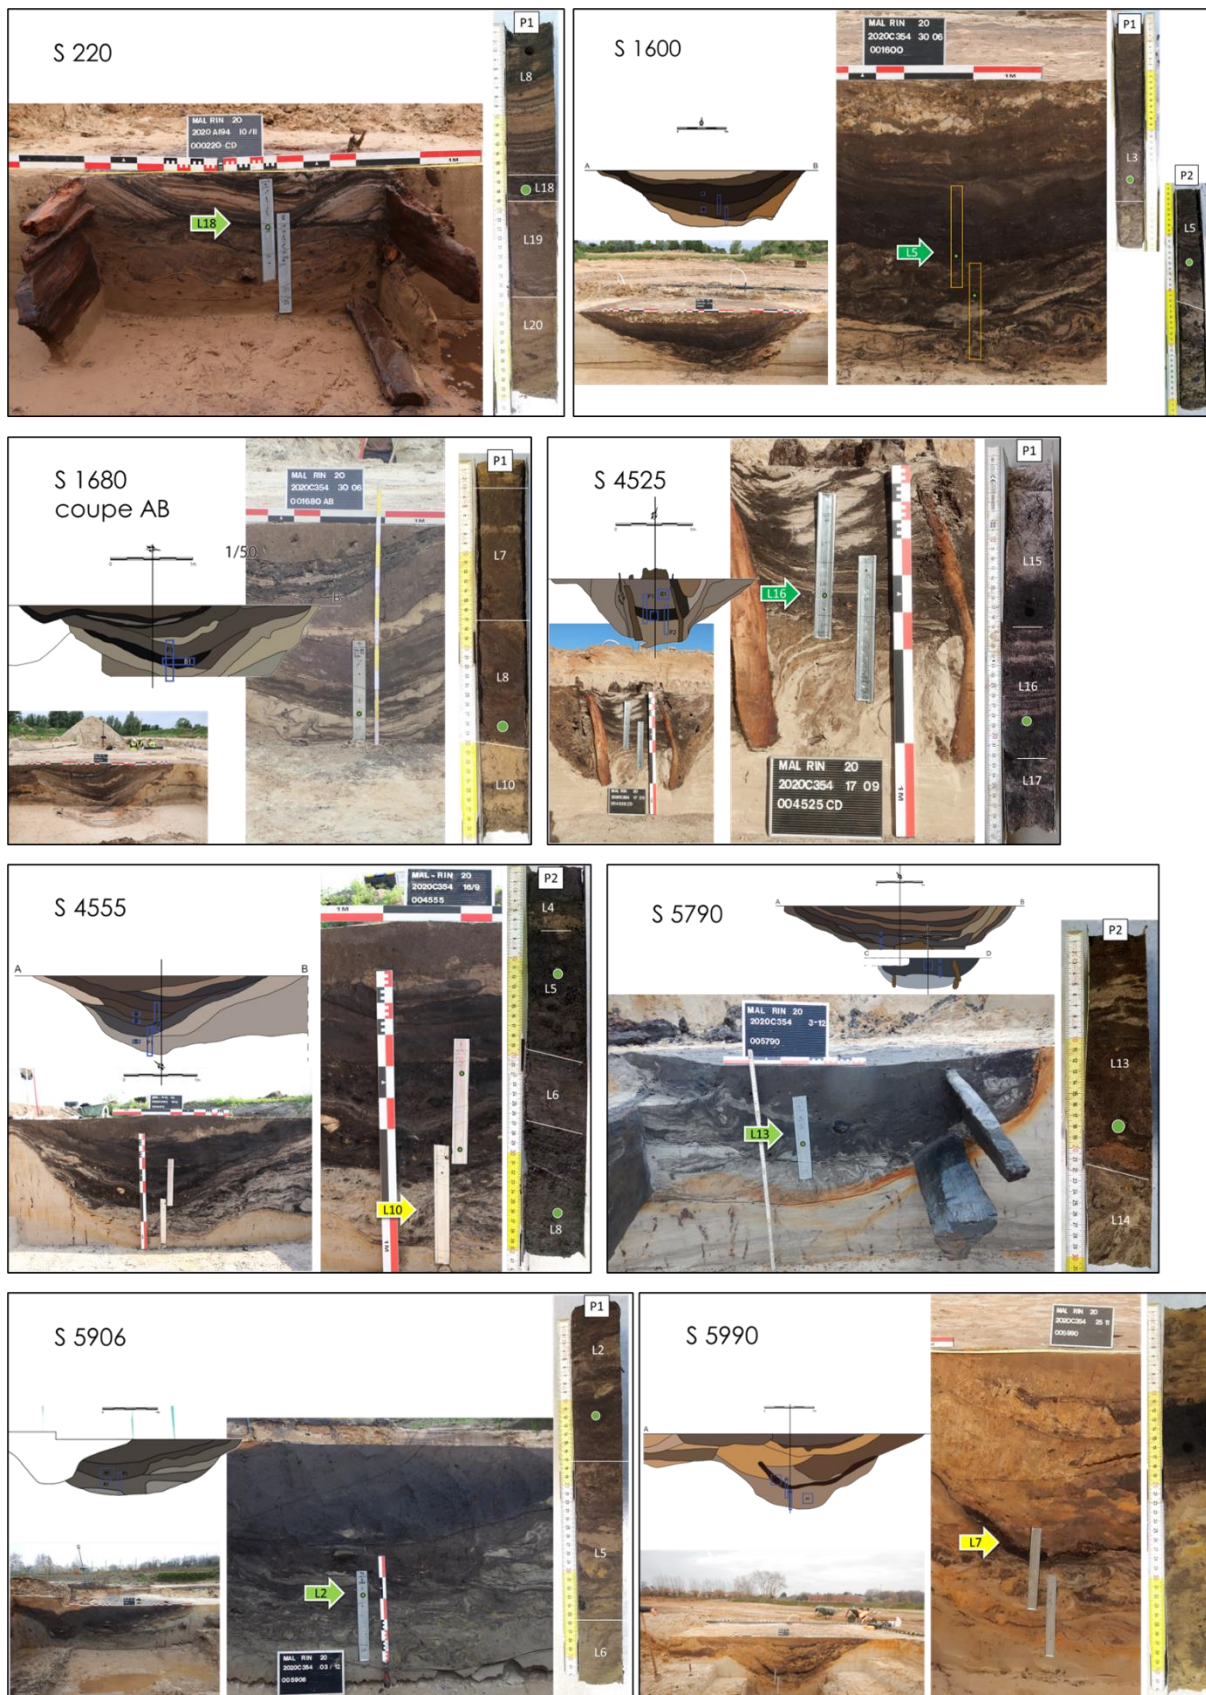 S 220
MAL RIN 20
2020 A194 10/11
000220-CD
1M
L18
P1
L8
L18
L19
L20
S 1600
MAL RIN 20
2020C354 30 06
001600
1M
A
B
L5
P1
L3
P2
L5
S 1680
coupe AB
1/50
0
1m
B
MAL RIN 20
2020C354 30 06
001680 AB
1M
P1
L7
L8
L10
S 4525
L16
MAL RIN 20
2020C354 17 09
004525 CD
1M
P1
L15
L16
L17
S 4555
A
B
MAL-RIN 20
2020C354 16/9
004555
1M
L10
1M
P2
L4
L5
L6
L8
S 5790
A
B
C
D
MAL RIN 20
2020C354 3-12
005790
L13
P2
L13
L14
S 5906
MAL RIN 20
2020C354 03/12
005906
L2
P1
L2
L5
L6
S 5990
A
MAL RIN 20
2020C354 25 11
005990
L7